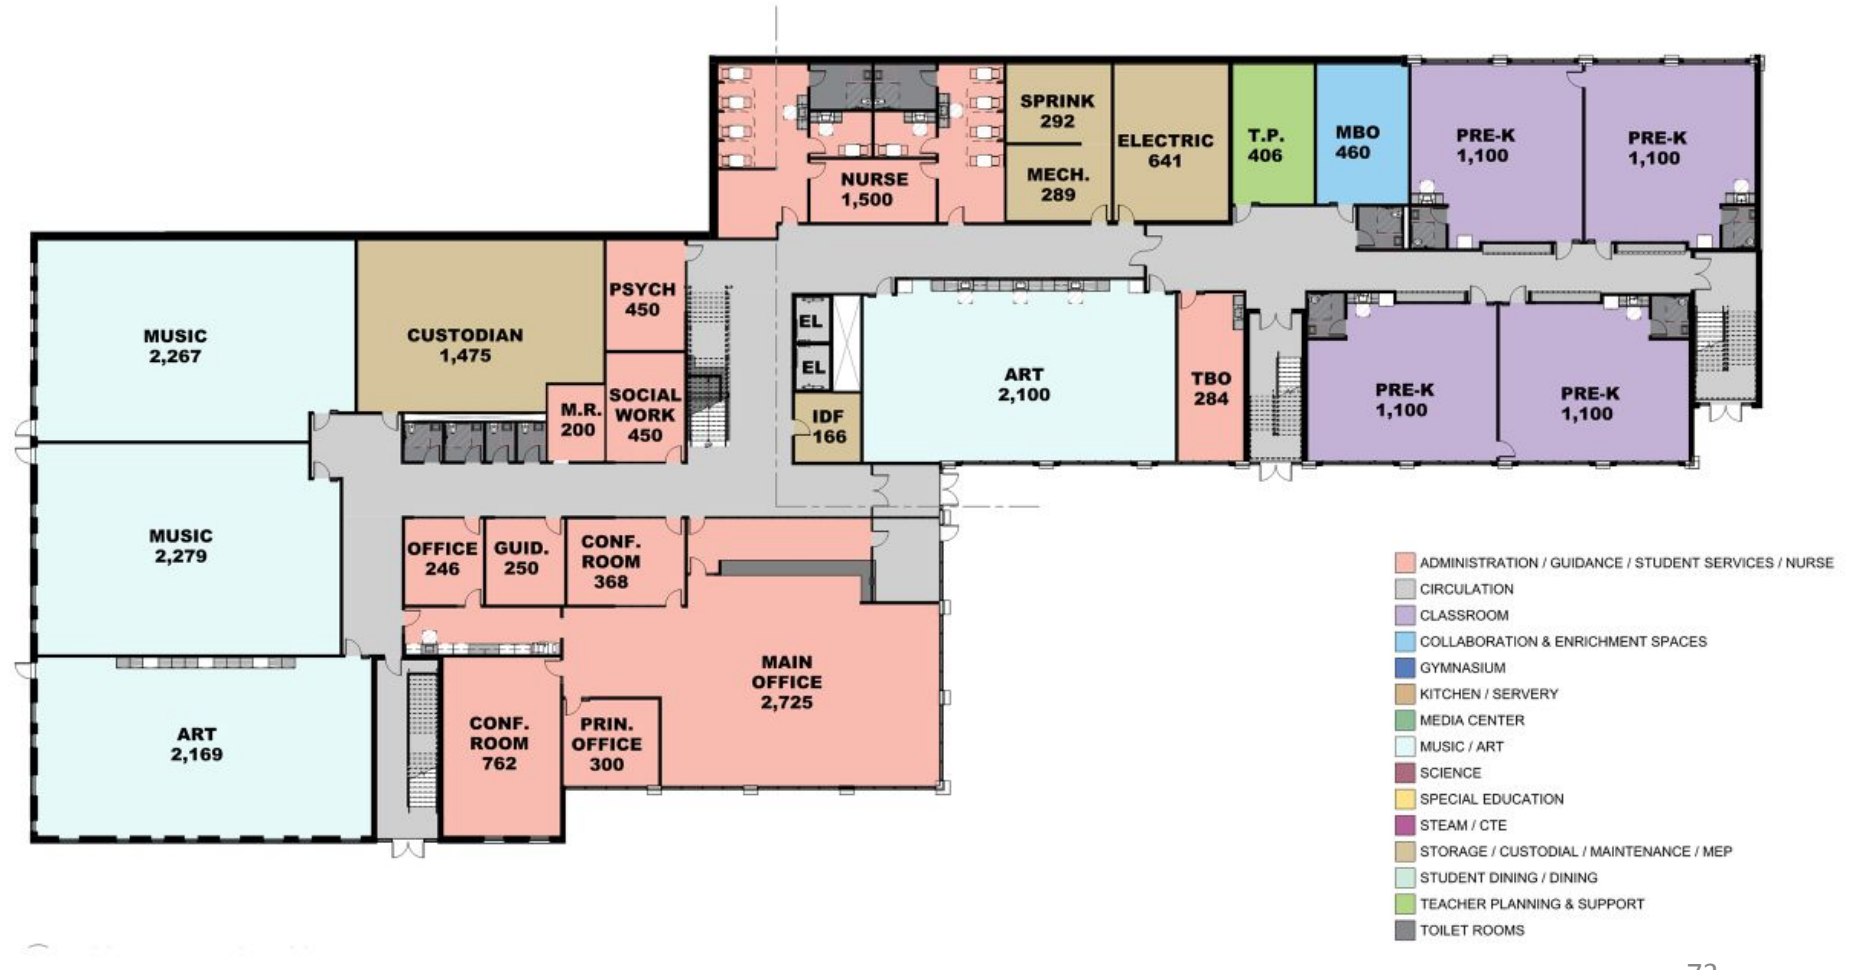 SPRINK
292
MECH.
289
ELECTRIC
641
T.P.
406
MBO
460
PRE-K
1,100
PRE-K
1,100
NURSE
1,500
MUSIC
2,267
CUSTODIAN
1,475
PSYCH
450
SOCIAL
WORK
450
M.R.
200
EL
EL
IDF
166
ART
2,100
TBO
284
PRE-K
1,100
PRE-K
1,100
MUSIC
2,279
OFFICE
246
GUID.
250
CONF.
ROOM
368
MAIN
OFFICE
2,725
ART
2,169
CONF.
ROOM
762
PRIN.
OFFICE
300
ADMINISTRATION / GUIDANCE / STUDENT SERVICES / NURSE
CIRCULATION
CLASSROOM
COLLABORATION & ENRICHMENT SPACES
GYMNASIUM
KITCHEN / SERVERY
MEDIA CENTER
MUSIC / ART
SCIENCE
SPECIAL EDUCATION
STEAM / CTE
STORAGE / CUSTODIAL / MAINTENANCE / MEP
STUDENT DINING / DINING
TEACHER PLANNING & SUPPORT
TOILET ROOMS